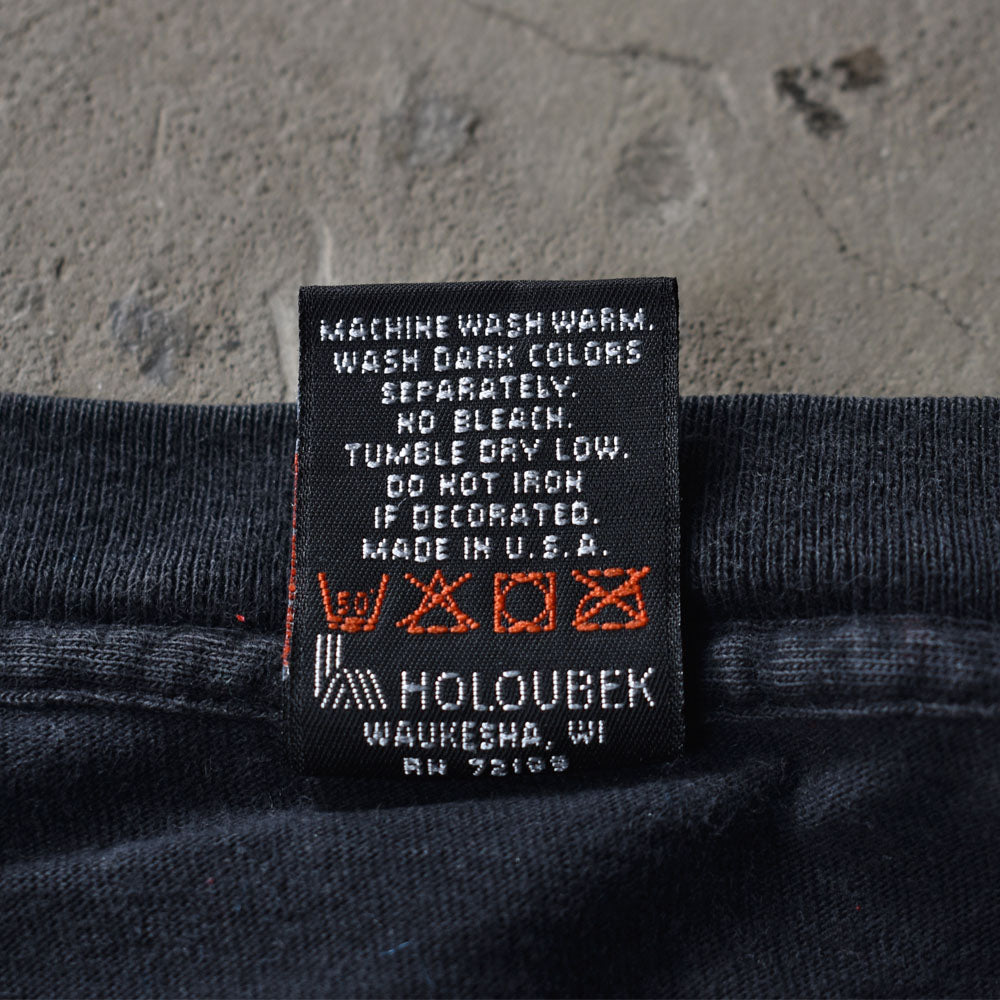 MACHINE WASH WARM.
WASH DARK COLORS
SEPARATELY.
NO BLEACH.
TUMBLE DRY LOW.
DO NOT IRON
IF DECORATED.
MADE IN U.S.A.
50
HOLOUBEK
WAUKESHA, WI
RN 72199